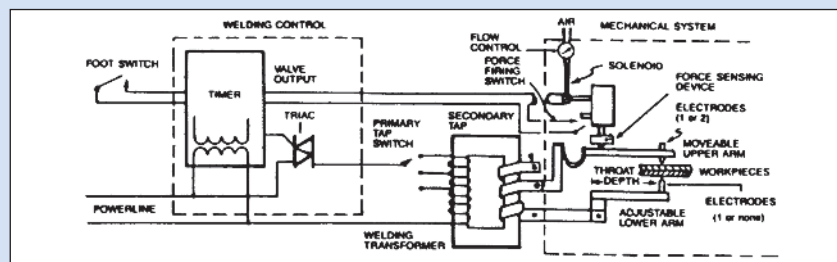 WELDING CONTROL
AIR
MECHANICAL SYSTEM
FLOW
CONTROL
FOOT SWITCH
VALVE
OUTPUT
FORCE
FIRING
SWITCH
SOLENOID
FORCE SENSING
DEVICE
TIMER
TRIAC
PRIMARY
TAP
SWITCH
SECONDARY
TAP
ELECTRODES
(1 or 2)
MOVEABLE
UPPER ARM
THROAT
DEPTH
WORKPIECES
POWERLINE
ELECTRODES
(1 or none)
ADJUSTABLE
LOWER ARM
WELDING
TRANSFORMER